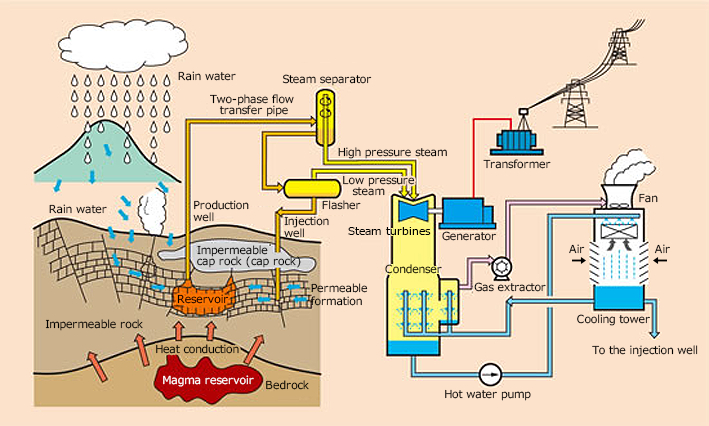 Rain water
Steam separator
Two-phase flow
transfer pipe
High pressure steam
Transformer
Low pressure
steam
Flasher
Fan
Rain water
Production
well
Injection
well
Steam turbines
Generator
Impermeable
cap rock (cap rock)
Condenser
Air
Air
Gas extractor
Reservoir
Permeable
formation
Cooling tower
Impermeable rock
Heat conduction
To the injection well
Magma reservoir
Bedrock
Hot water pump